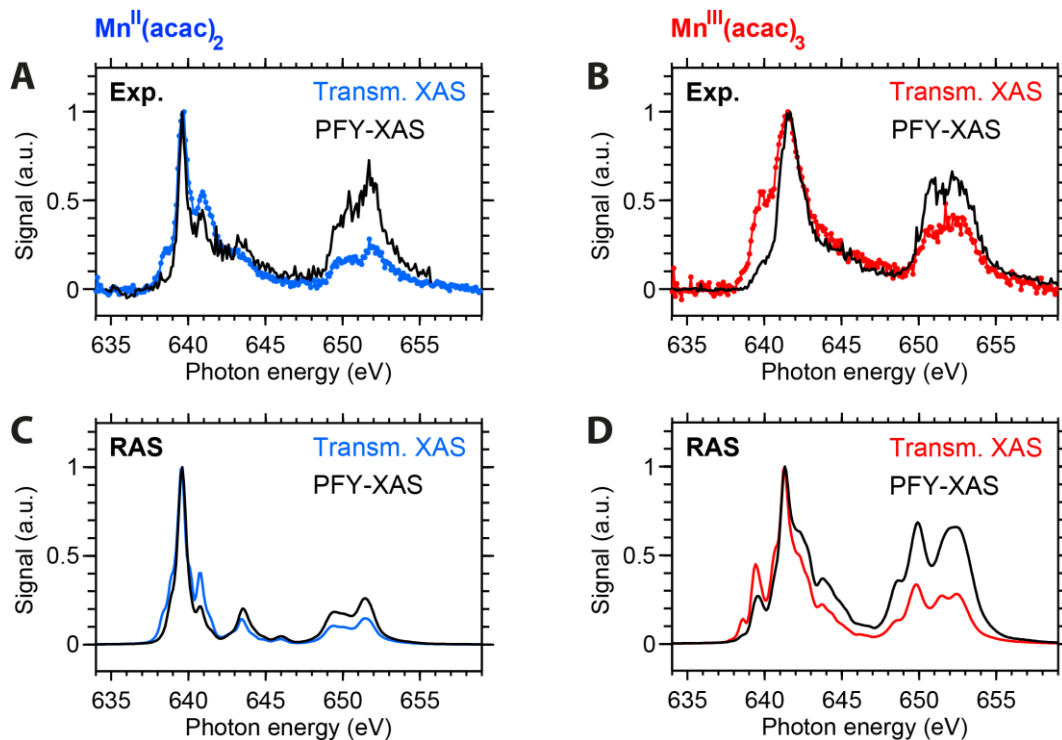 Mn^II(acac)_2
Mn^III(acac)_3
A
Exp.
Transm. XAS
PFY-XAS
Signal (a.u.)
1
0.5
0
635 640 645 650 655
Photon energy (eV)
B
Exp.
Transm. XAS
PFY-XAS
Signal (a.u.)
1
0.5
0
635 640 645 650 655
Photon energy (eV)
C
RAS
Transm. XAS
PFY-XAS
Signal (a.u.)
1
0.5
0
635 640 645 650 655
Photon energy (eV)
D
RAS
Transm. XAS
PFY-XAS
Signal (a.u.)
1
0.5
0
635 640 645 650 655
Photon energy (eV)